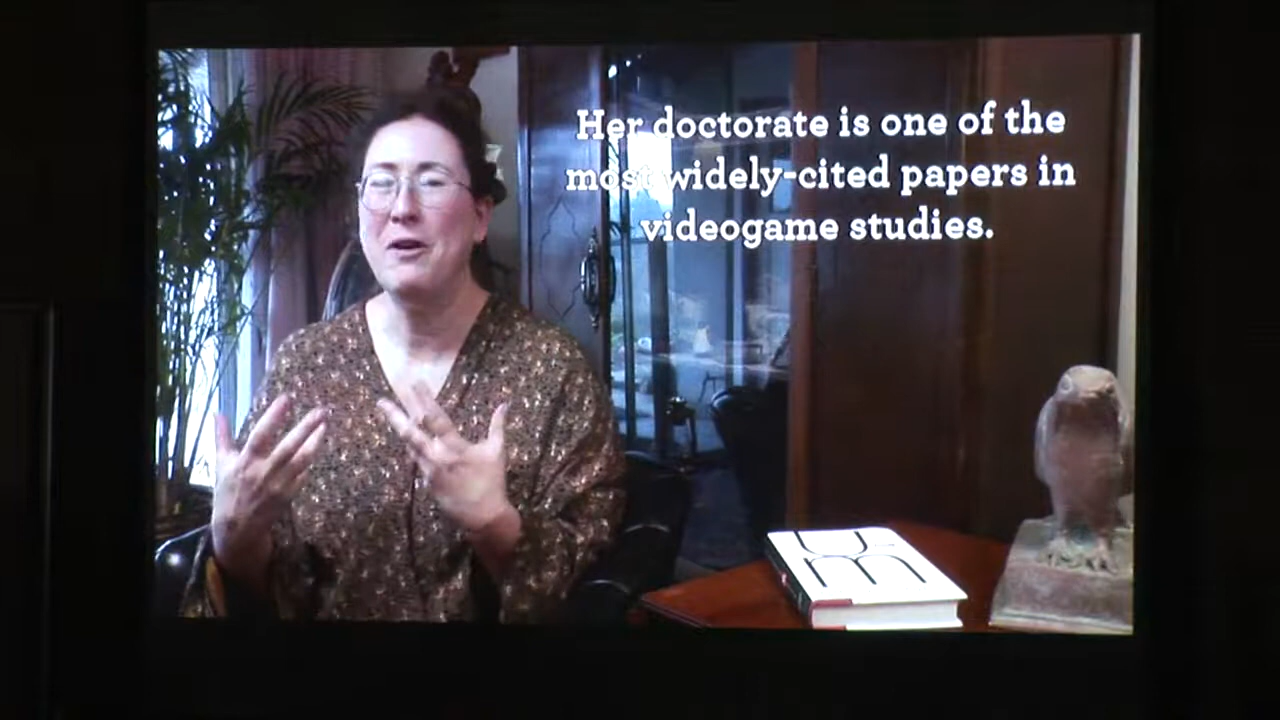 Her doctorate is one of the
most widely-cited papers in
videogame studies.